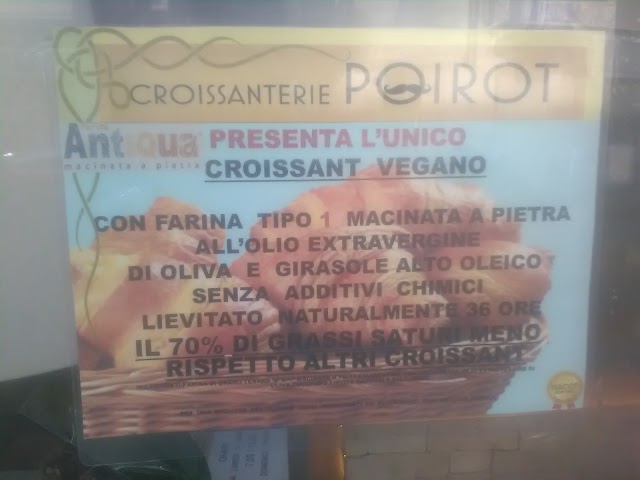 CROISSANTERIE POIROT
Antiqua PRESENTA L'UNICO
macinata a pietra
CROISSANT VEGANO
CON FARINA TIPO 1 MACINATA A PIETRA
ALL'OLIO EXTRAVERGINE
DI OLIVA E GIRASOLE ALTO OLEICO
SENZA ADDITIVI CHIMICI
LIEVITATO NATURALMENTE 36 ORE
IL 70% DI GRASSI SATURI MENO
RISPETTO ALTRI CROISSANT